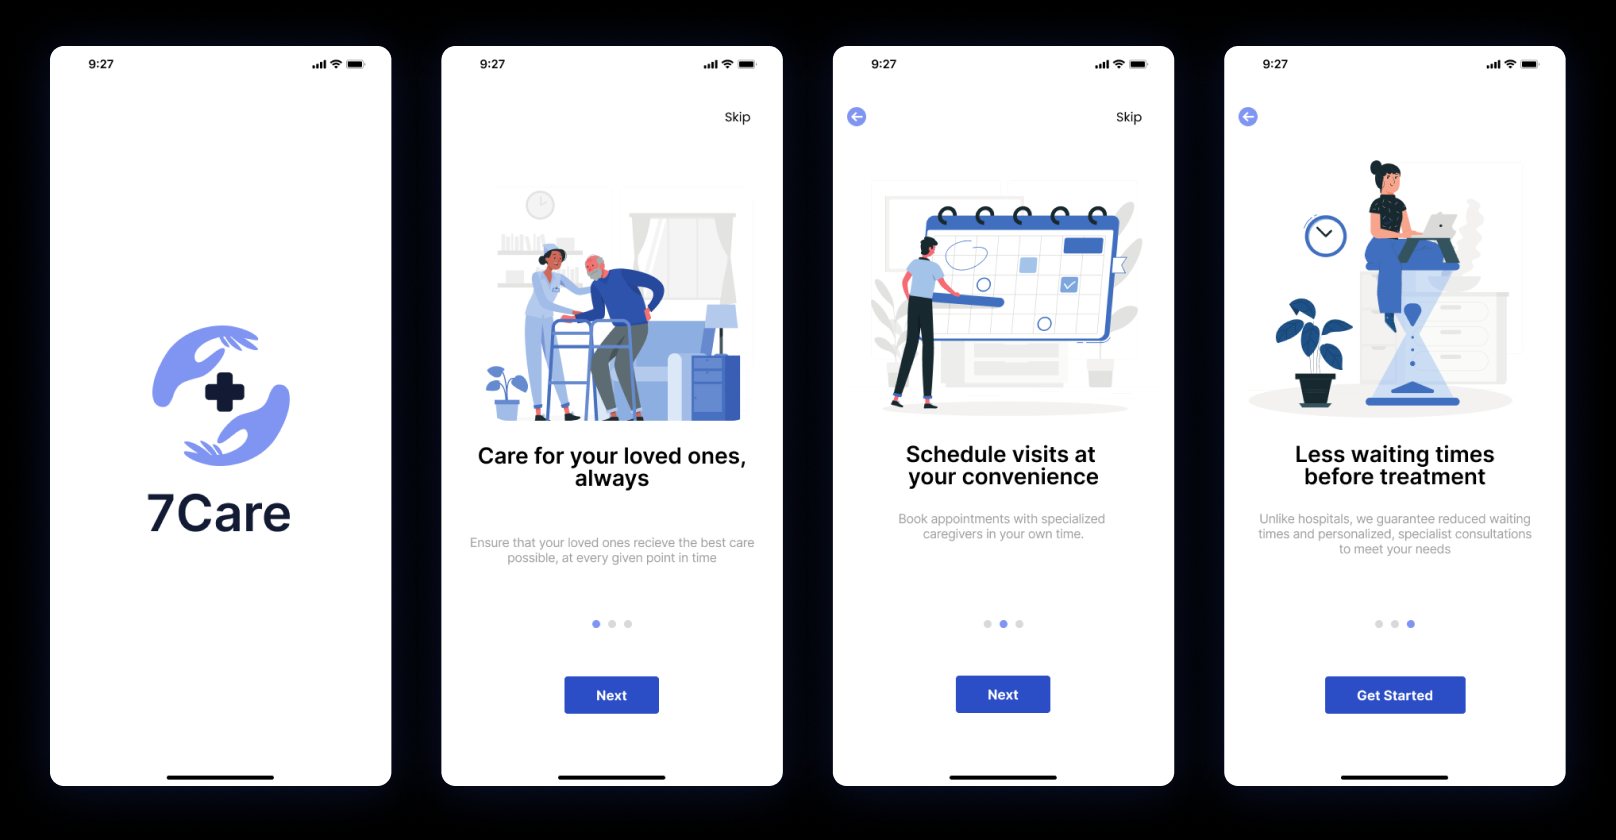 9:27
7Care
9:27
Skip
Care for your loved ones,
always
Ensure that your loved ones recieve the best care
possible, at every given point in time
Next
9:27
Skip
Schedule visits at
your convenience
Book appointments with specialized
caregivers in your own time.
Next
9:27
Less waiting times
before treatment
Unlike hospitals, we guarantee reduced waiting
times and personalized, specialist consultations
to meet your needs
Get Started